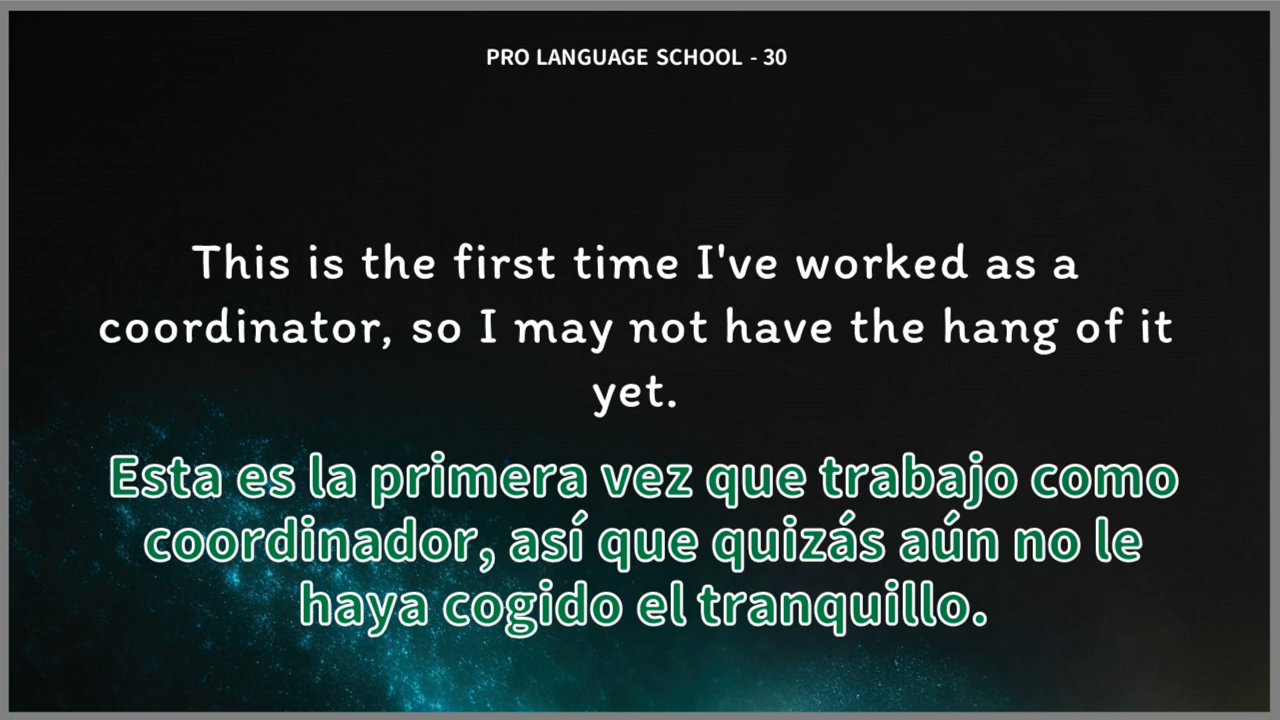 PRO LANGUAGE SCHOOL - 30
This is the first time I've worked as a
coordinator, so I may not have the hang of it
yet.
Esta es la primera vez que trabajo como
coordinador, así que quizás aún no le
haya cogido el tranquillo.